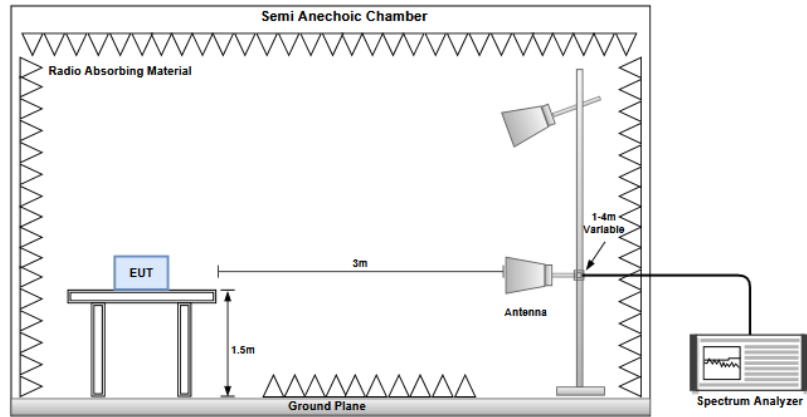 Semi Anechoic Chamber
Radio Absorbing Material
1-4m
Variable
EUT
3m
Antenna
1.5m
Spectrum Analyzer
Ground Plane